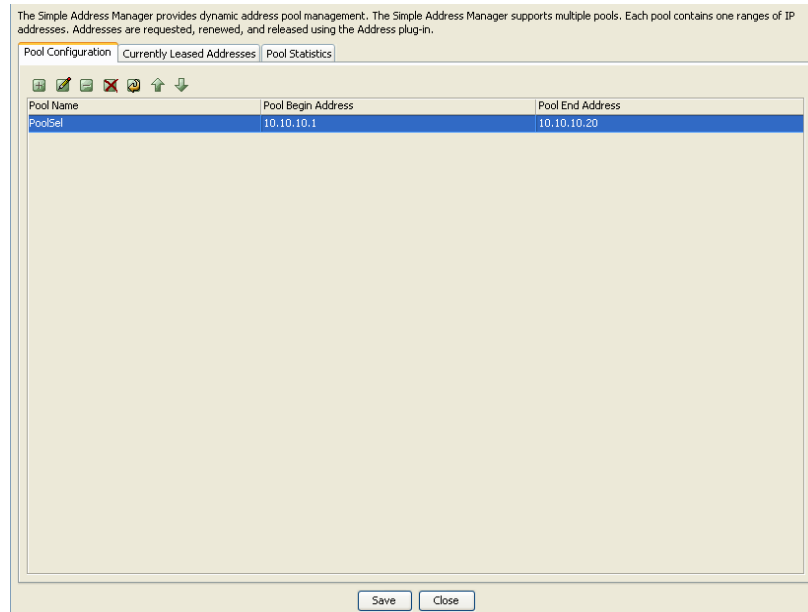 The Simple Address Manager provides dynamic address pool management. The Simple Address Manager supports multiple pools. Each pool contains one ranges of IP
addresses. Addresses are requested, renewed, and released using the Address plug-in.
Pool Configuration Currently Leased Addresses Pool Statistics
Pool Name Pool Begin Address Pool End Address
PoolSel 10.10.10.1 10.10.10.20
Save Close